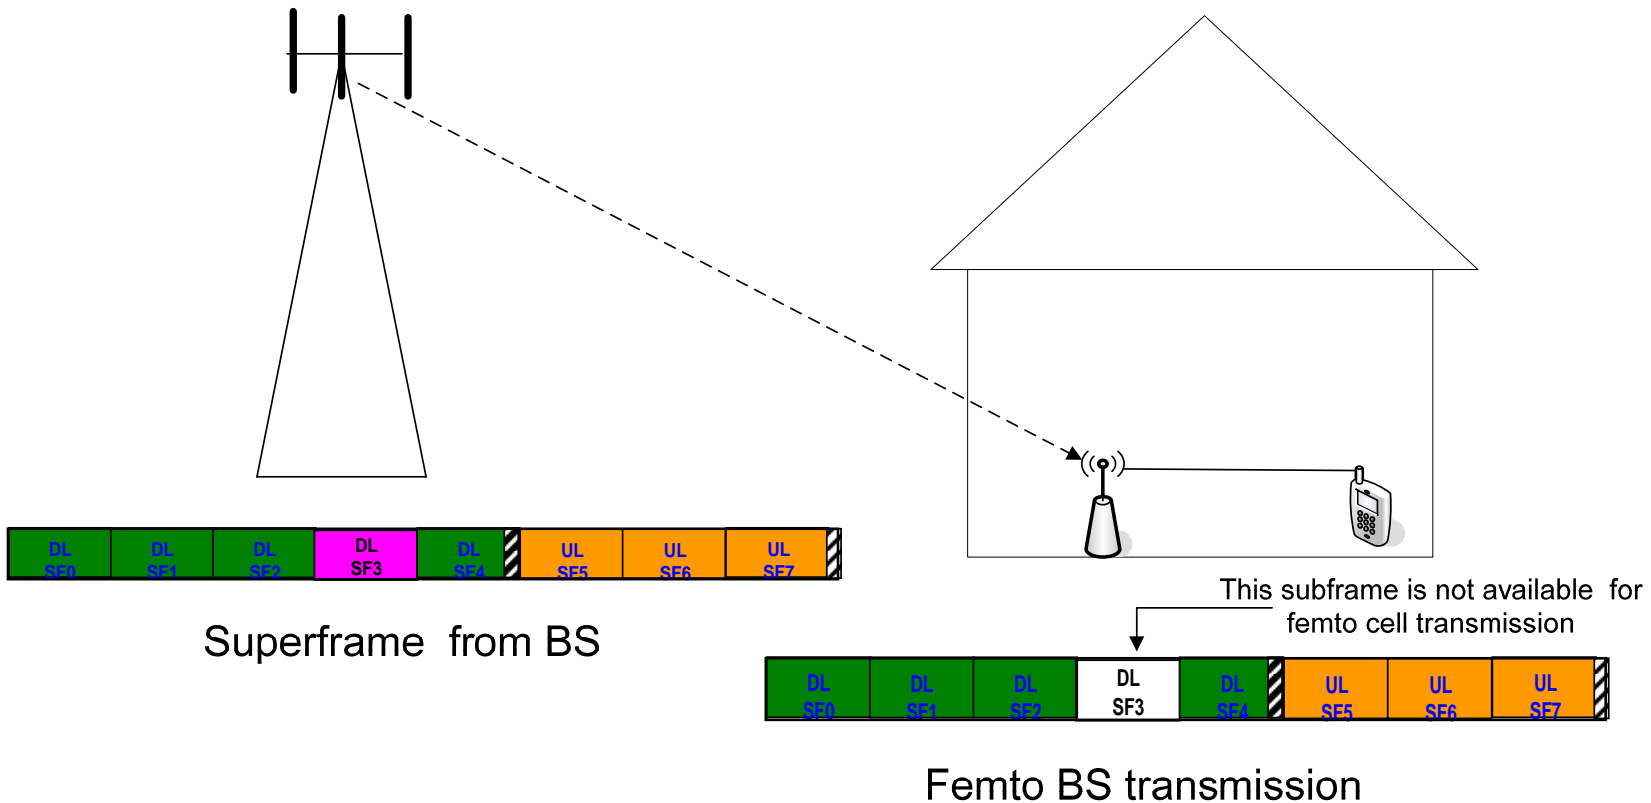 DL DL DL DL DL UL UL UL
SF0 SF1 SF2 SF3 SF4 SF5 SF6 SF7
Superframe from BS
This subframe is not available for
femto cell transmission
DL DL DL DL DL UL UL UL
SF0 SF1 SF2 SF3 SF4 SF5 SF6 SF7
Femto BS transmission